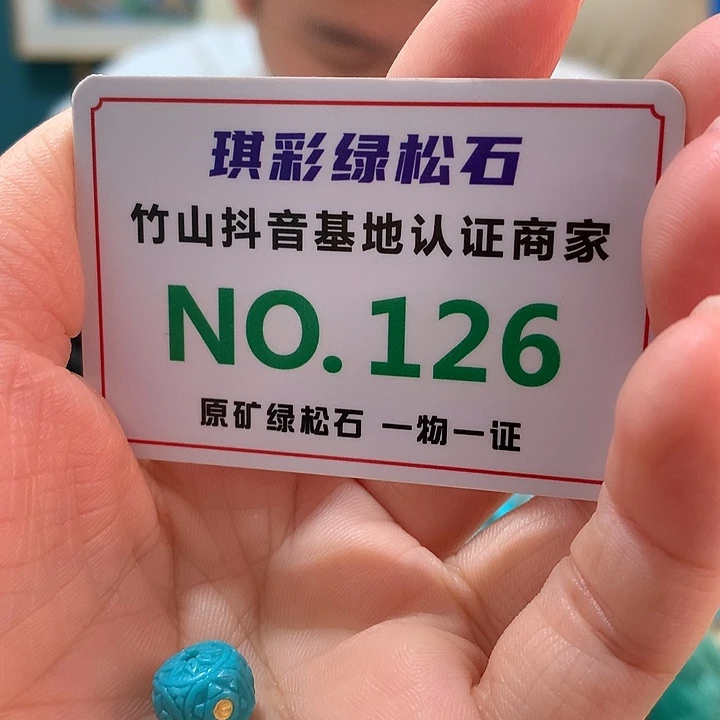 琪彩绿松石
竹山抖音基地认证商家
NO.126
原矿绿松石 一物一证